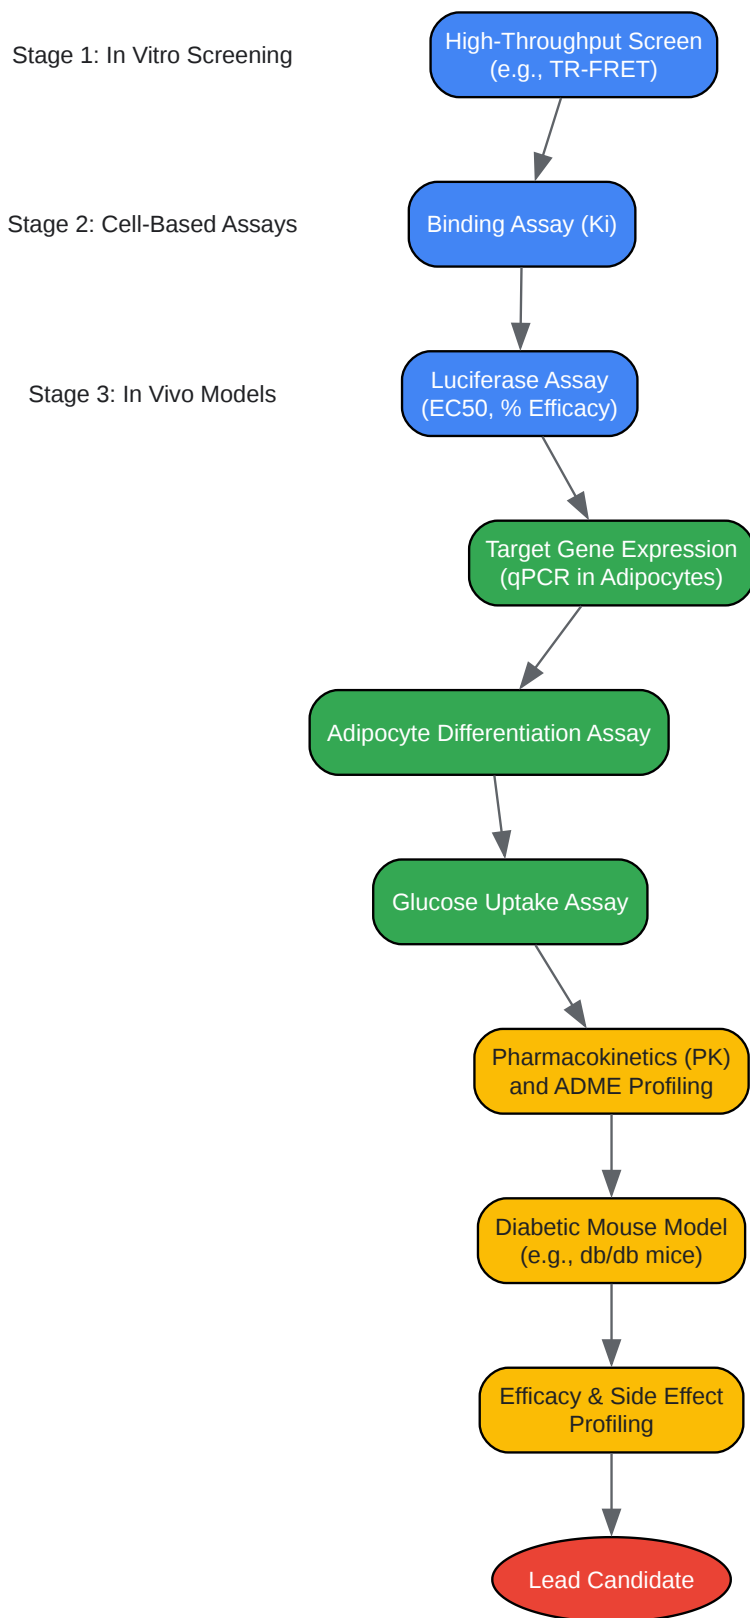 Stage 1: In Vitro Screening
High-Throughput Screen
(e.g., TR-FRET)
Stage 2: Cell-Based Assays
Binding Assay (Ki)
Stage 3: In Vivo Models
Luciferase Assay
(EC50, % Efficacy)
Target Gene Expression
(qPCR in Adipocytes)
Adipocyte Differentiation Assay
Glucose Uptake Assay
Pharmacokinetics (PK)
and ADME Profiling
Diabetic Mouse Model
(e.g., db/db mice)
Efficacy & Side Effect
Profiling
Lead Candidate